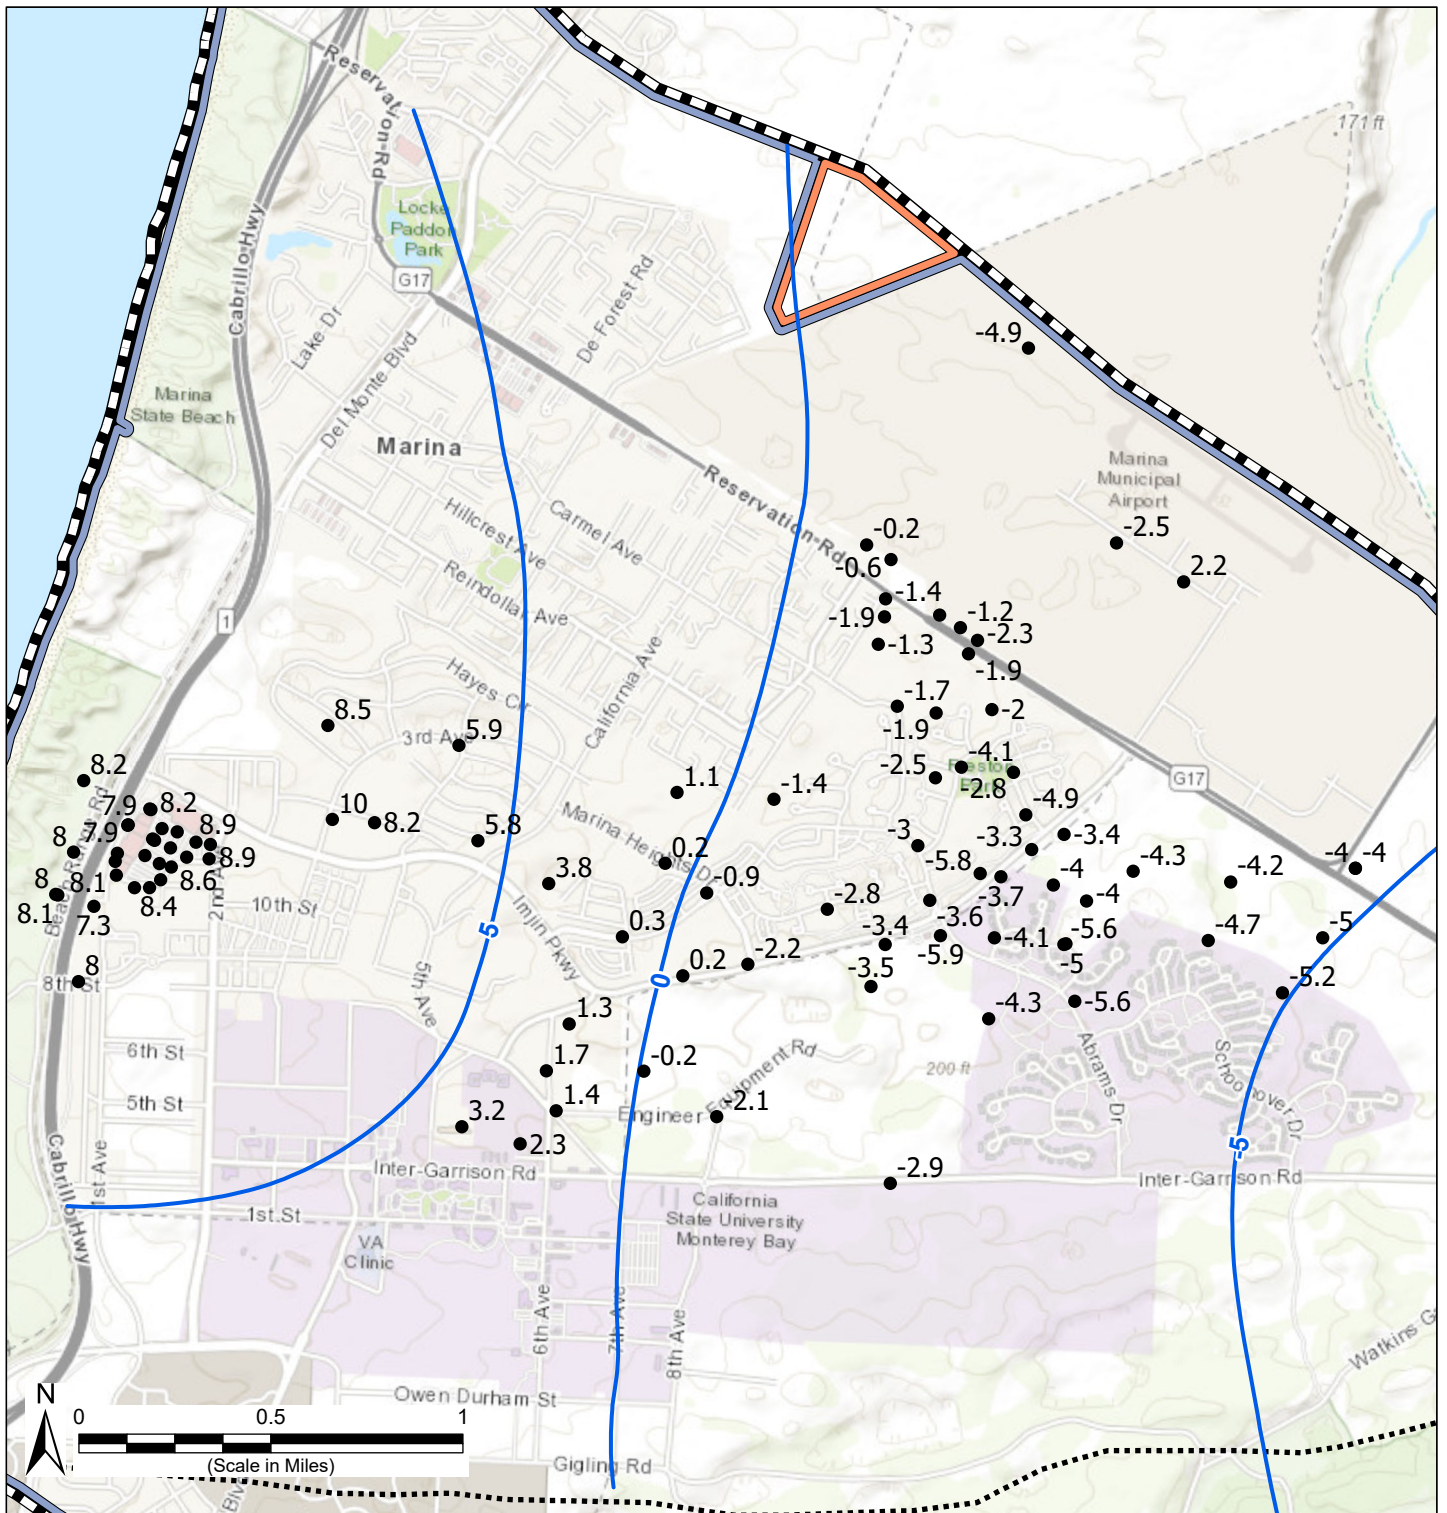 Reservation Rd
171 ft
Locke
Paddon
Park
Cabrillo Hwy
G17
De Forest Rd
Lake Dr
Del Monte Blvd
-4.9
Marina
State Beach
Marina
Marina
Municipal
Airport
Reservation Rd
Hillcrest Ave
Carmel Ave
-0.2
-2.5
-0.6
2.2
Reindollar Ave
-1.4
1
-1.9
-1.2
-2.3
-1.3
-1.9
California Ave
Hayes Cir
8.5
-1.7
-2
5.9
3rd Ave
-1.9
8.2
-4.1
-2.5
Preston
Park
-2.8
G17
1.1
-1.4
7.9
8.2
10
8.2
-4.9
8
7.9
8.9
5.8
Marina Heights Dr
-3
-3.3
-3.4
0.2
8.9
-5.8
-4
-4.3
-4.2
-4
-4
8
8.1
8.6
3.8
-0.9
-3.7
-4
8.1
8.4
7.3
Beach Range Rd
2nd Ave
10th St
Imjin Pkwy
-2.8
-3.6
5
0.3
-3.4
-5.9
-4.1
-5.6
-4.7
-5
0
0.2
-2.2
-5
8
8th St
5th Ave
-3.5
-5.2
-4.3
-5.6
1.3
6th St
1.7
-0.2
Equipment Rd
200 ft
Abrams Dr
Schoonover Dr
5th St
1.4
Engineer
-2.1
3.2
2.3
-5
Cabrillo Hwy
1st Ave
Inter-Garrison Rd
-2.9
Inter-Garrison Rd
1st St
California
State University
Monterey Bay
VA
Clinic
6th Ave
7th Ave
8th Ave
Watkins G
N
Owen Durham St
0 0.5 1
(Scale in Miles)
Gigling Rd
Blv